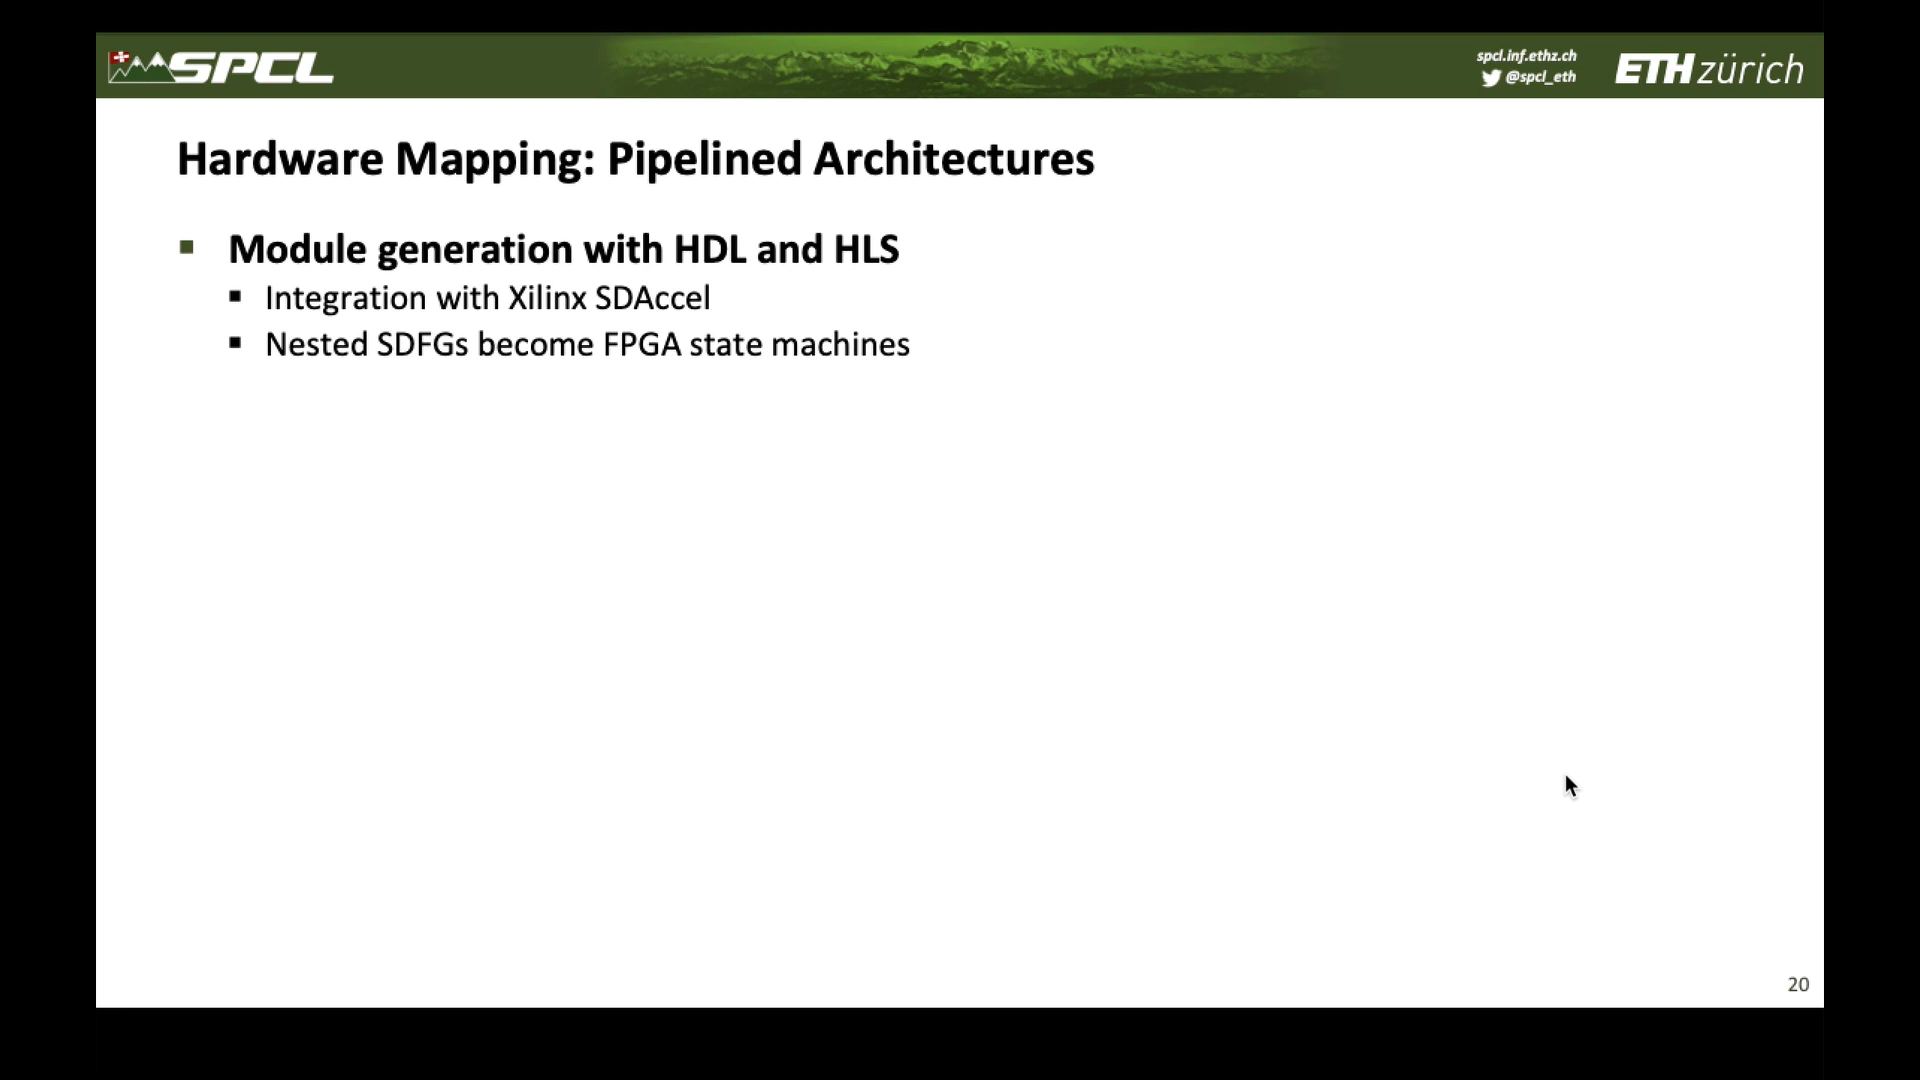 SPCL
spcl.inf.ethz.ch
@spcl_eth
ETH zürich
Hardware Mapping: Pipelined Architectures
Module generation with HDL and HLS
Integration with Xilinx SDAccel
Nested SDFGs become FPGA state machines
20